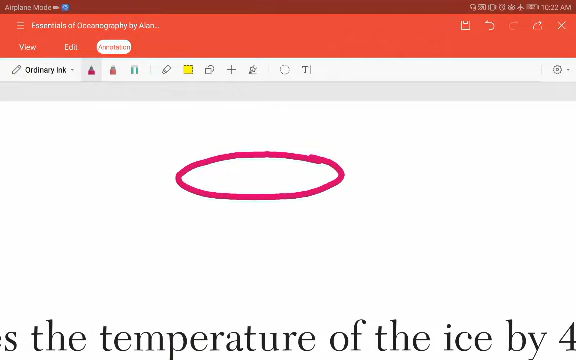 Airplane Mode 10:22 AM
Essentials of Oceanography by Alan...
View Edit Annotation
Ordinary Ink T
es the temperature of the ice by 4